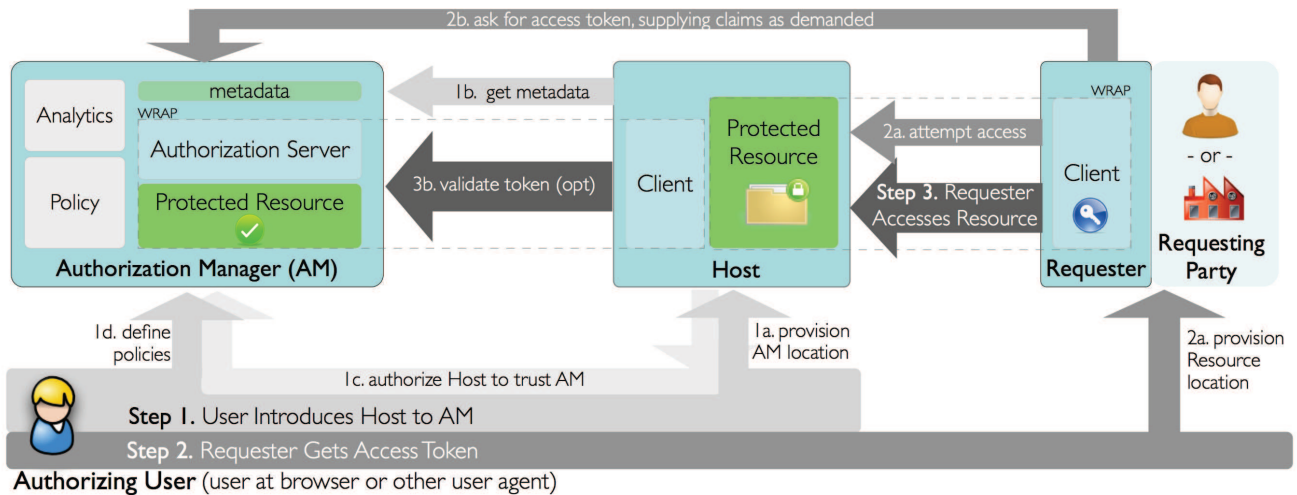 2b. ask for access token, supplying claims as demanded
Analytics
Policy
metadata
WRAP
Authorization Server
Protected Resource
Authorization Manager (AM)
1b. get metadata
3b. validate token (opt)
Client
Protected
Resource
Host
2a. attempt access
Step 3. Requester
Accesses Resource
WRAP
Client
Requester
- or -
Requesting
Party
1d. define
policies
1c. authorize Host to trust AM
1a. provision
AM location
2a. provision
Resource
location
Step 1. User Introduces Host to AM
Step 2. Requester Gets Access Token
Authorizing User (user at browser or other user agent)